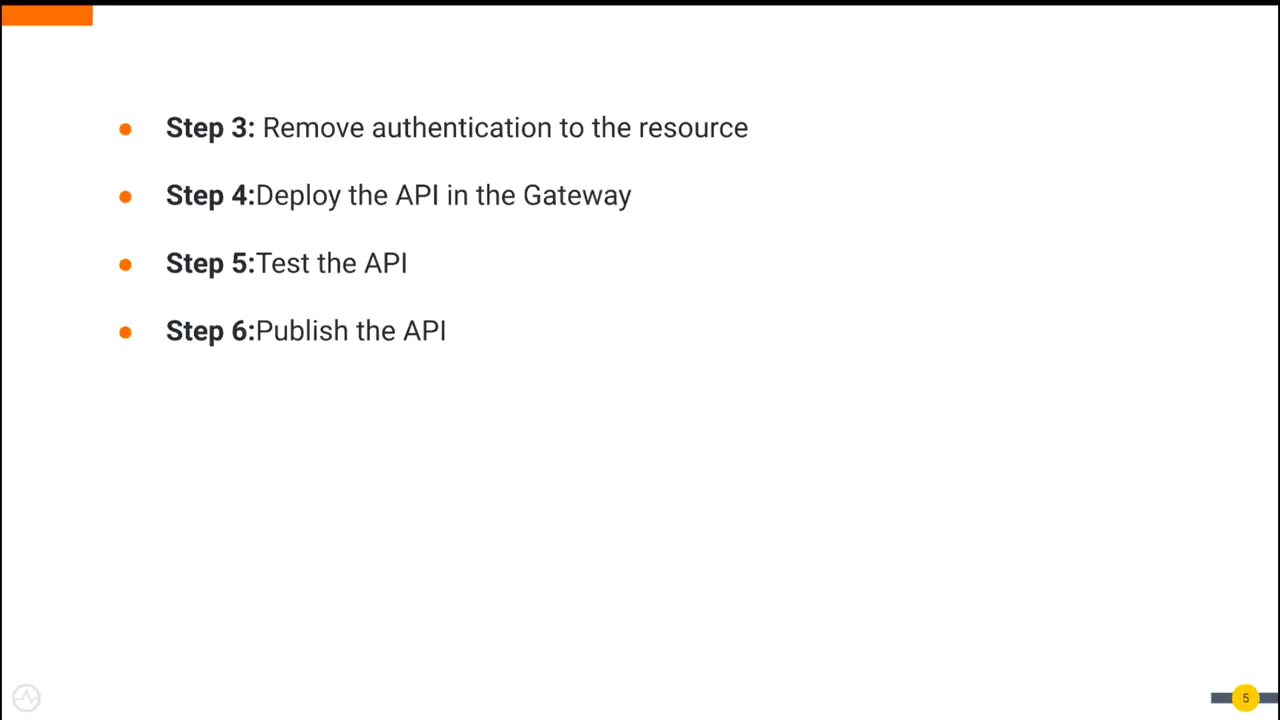 Step 3: Remove authentication to the resource
Step 4:Deploy the API in the Gateway
Step 5:Test the API
Step 6:Publish the API
5